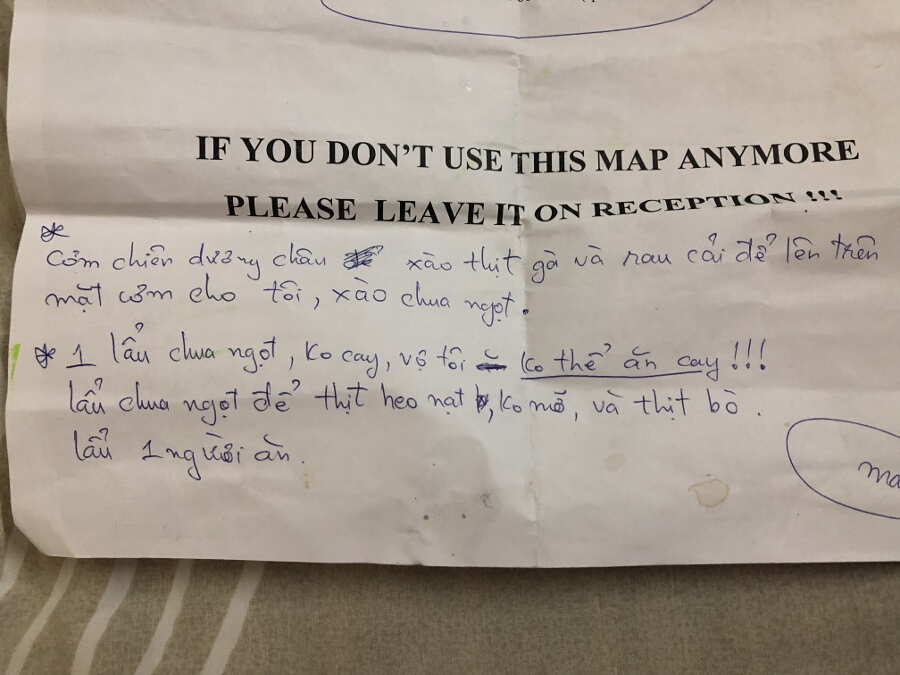 IF YOU DON'T USE THIS MAP ANYMORE
PLEASE LEAVE IT ON RECEPTION !!!
* Cơm chiên dương châu xào thịt gà và rau cải để lên trên
mặt cơm cho tôi, xào chua ngọt.
* 1 lẩu chua ngọt, ko cay, vợ tôi ko thể ăn cay!!!
lẩu chua ngọt để thịt heo nạt, ko mỡ, và thịt bò.
lẩu 1 người ăn.